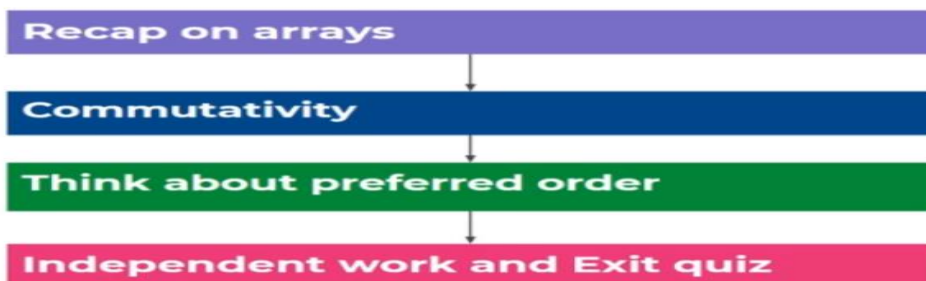 Recap on arrays
Commutativity
Think about preferred order
Independent work and Exit quiz